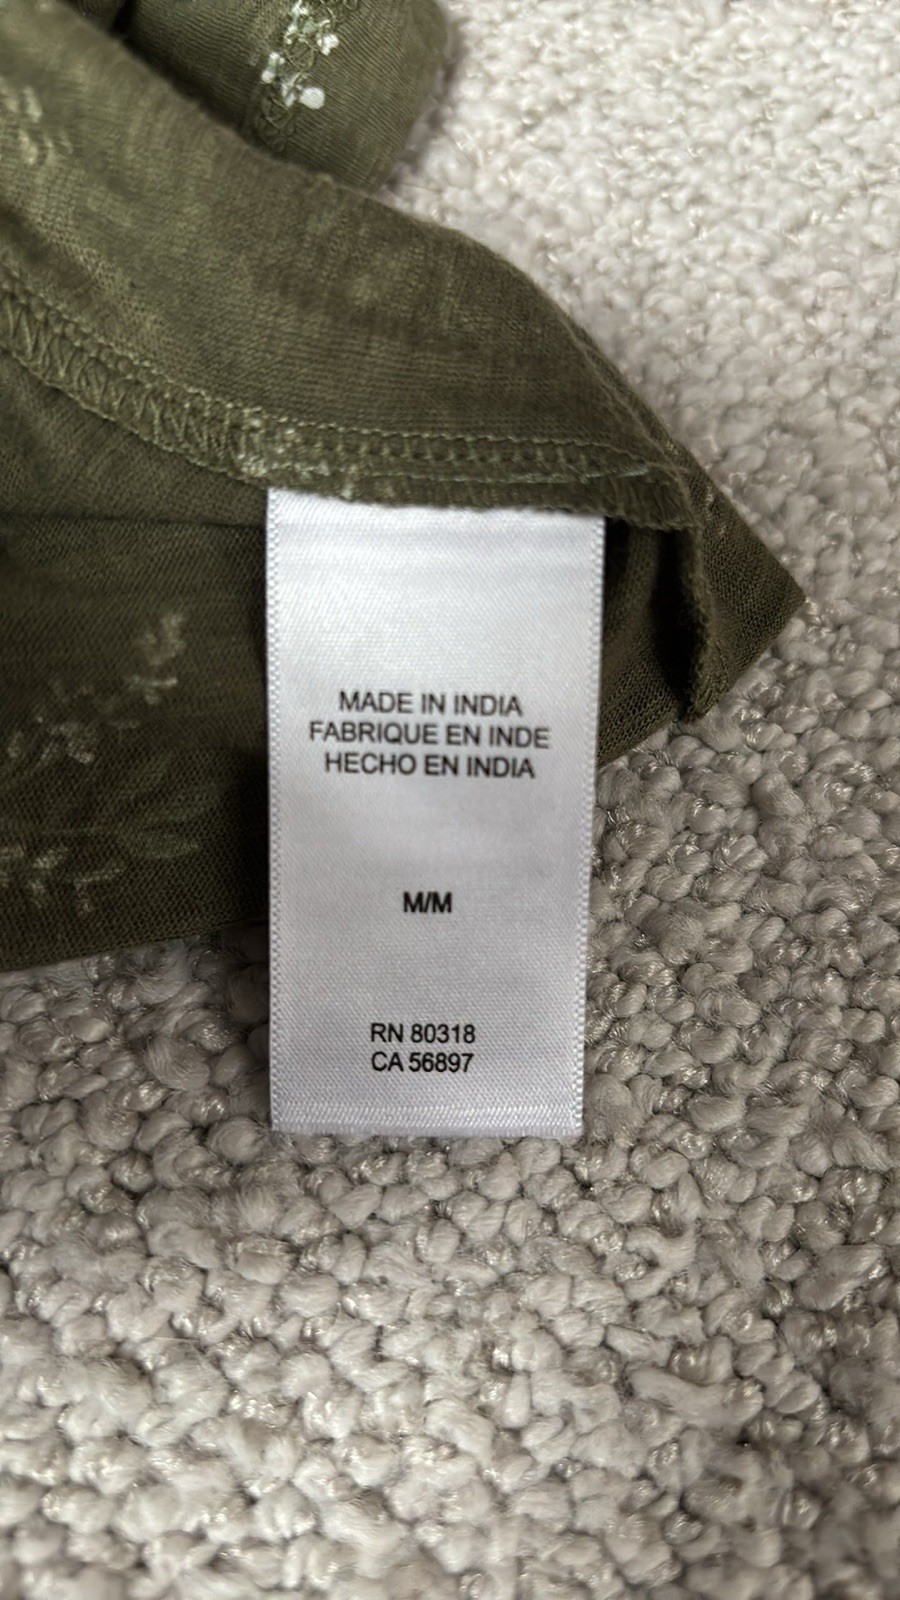 MADE IN INDIA
FABRIQUE EN INDE
HECHO EN INDIA
M/M
RN 80318
CA 56897